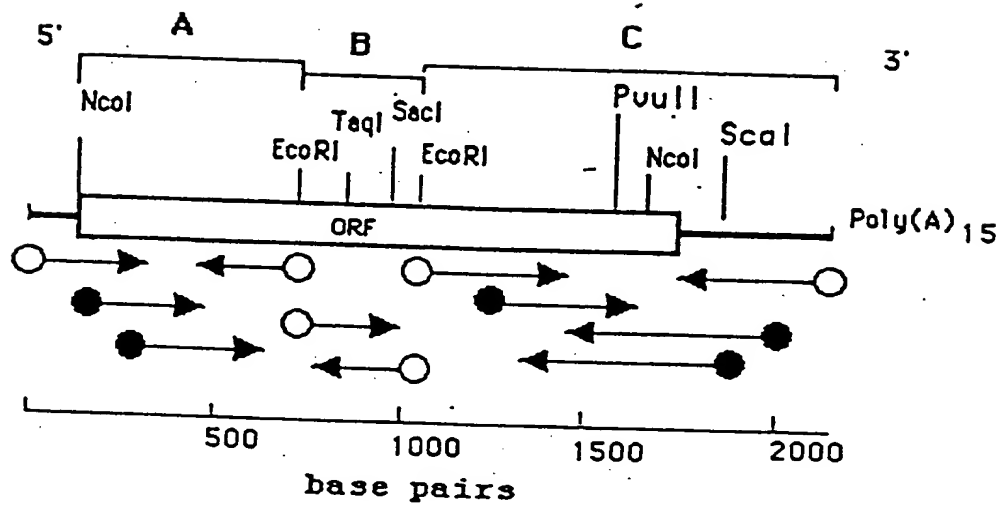 5' A B C 3'
NcoI TaqI SacI PvuII ScaI
EcoRI EcoRI NcoI
ORF Poly(A)15
500 1000 1500 2000
base pairs